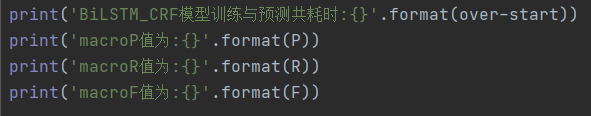 print('BiLSTM_CRF模型训练与预测共耗时:{}'.format(over-start))
print('macroP值为:{}'.format(P))
print('macroR值为:{}'.format(R))
print('macroF值为:{}'.format(F))